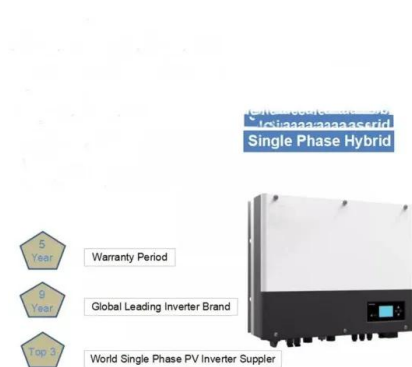 Single Phase Hybrid
5
Year
Warranty Period
9
Year
Global Leading Inverter Brand
Top 3
World Single Phase PV Inverter Suppler